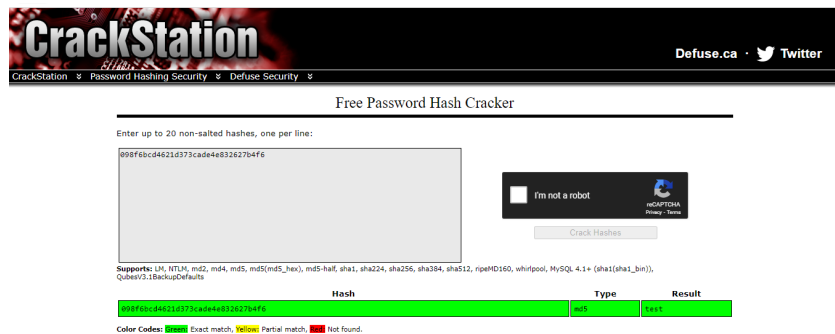 CrackStation
Defuse.ca · Twitter
CrackStation Password Hashing Security Defuse Security
Free Password Hash Cracker
Enter up to 20 non-salted hashes, one per line:
098f6bcd4621d373cade4e832627b4f6
I'm not a robot
reCAPTCHA
Privacy - Terms
Crack Hashes
Supports: LM, NTLM, md2, md4, md5, md5(md5_hex), md5-half, sha1, sha224, sha256, sha384, sha512, ripeMD160, whirlpool, MySQL 4.1+ (sha1(sha1_bin)),
QubesV3.1BackupDefaults
Hash Type Result
098f6bcd4621d373cade4e832627b4f6 md5 test
Color Codes: Green: Exact match, Yellow: Partial match, Red: Not found.